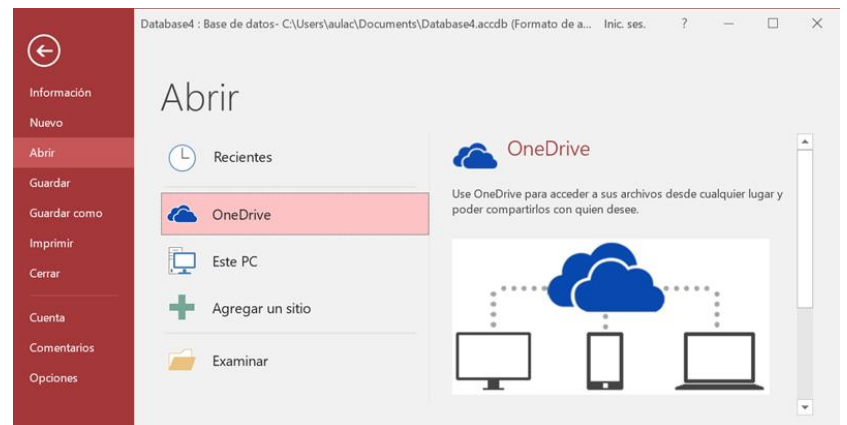 Database4 : Base de datos- C:\Users\aulac\Documents\Database4.accdb (Formato de a... Inic. ses. ?
Información
Nuevo
Abrir
Guardar
Guardar como
Imprimir
Cerrar
Cuenta
Comentarios
Opciones
Abrir
Recientes
OneDrive
Este PC
Agregar un sitio
Examinar
OneDrive
Use OneDrive para acceder a sus archivos desde cualquier lugar y
poder compartirlos con quien desee.